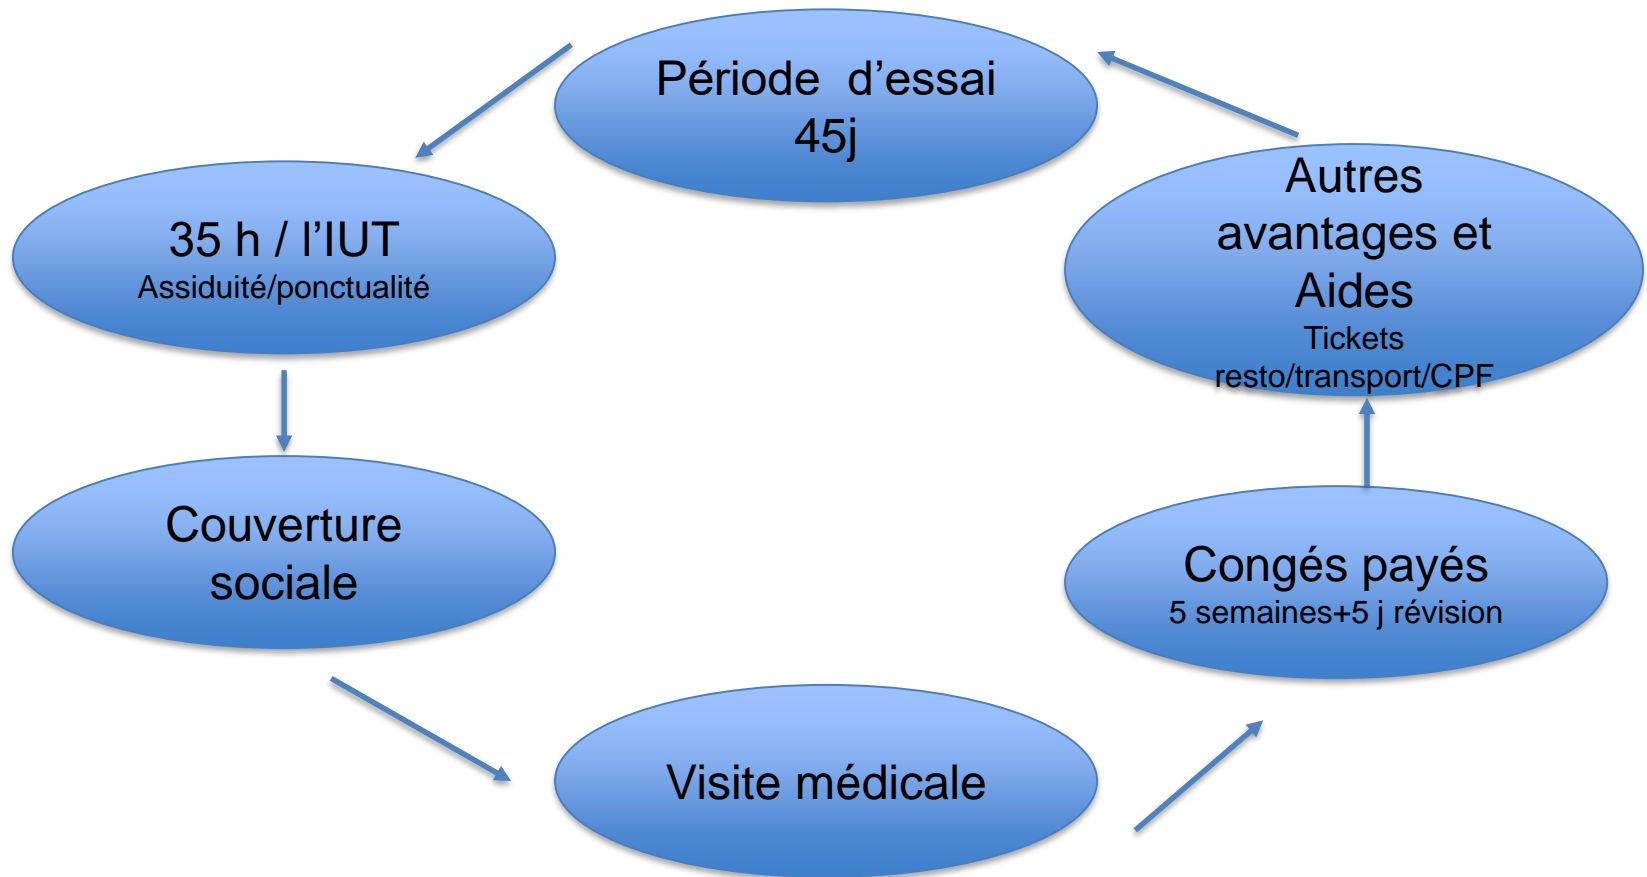 Période d’essai
45j
35 h / l’IUT
Assiduité/ponctualité
Couverture
sociale
Visite médicale
Congés payés
5 semaines+5 j révision
Autres
avantages et
Aides
Tickets
resto/transport/CPF